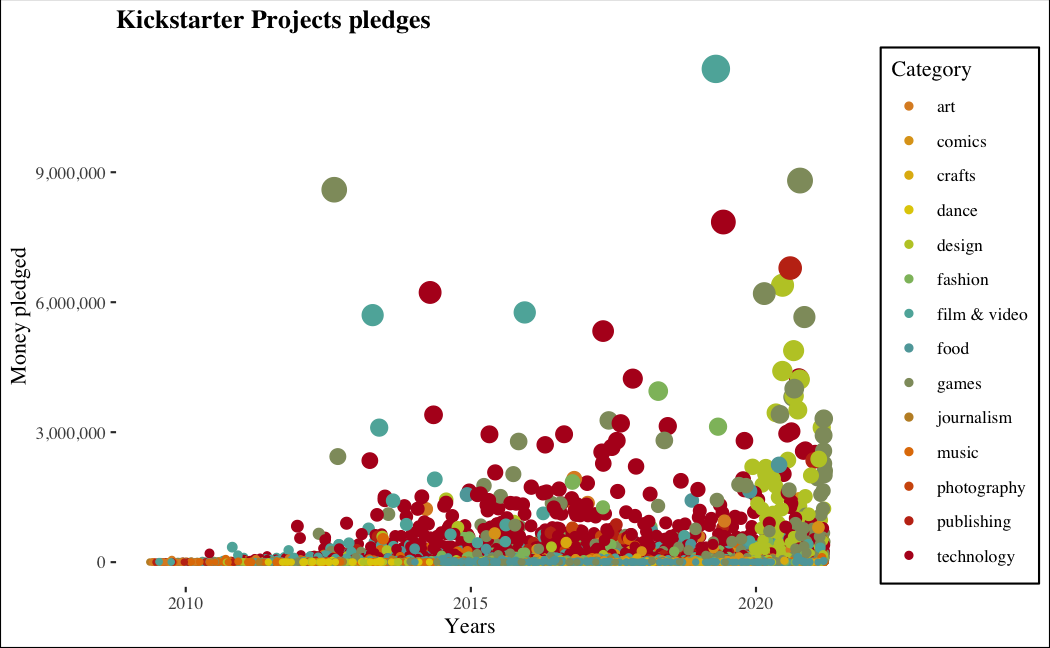 Kickstarter Projects pledges
Money pledged
9,000,000
6,000,000
3,000,000
0
2010
2015
2020
Years
Category
art
comics
crafts
dance
design
fashion
film & video
food
games
journalism
music
photography
publishing
technology